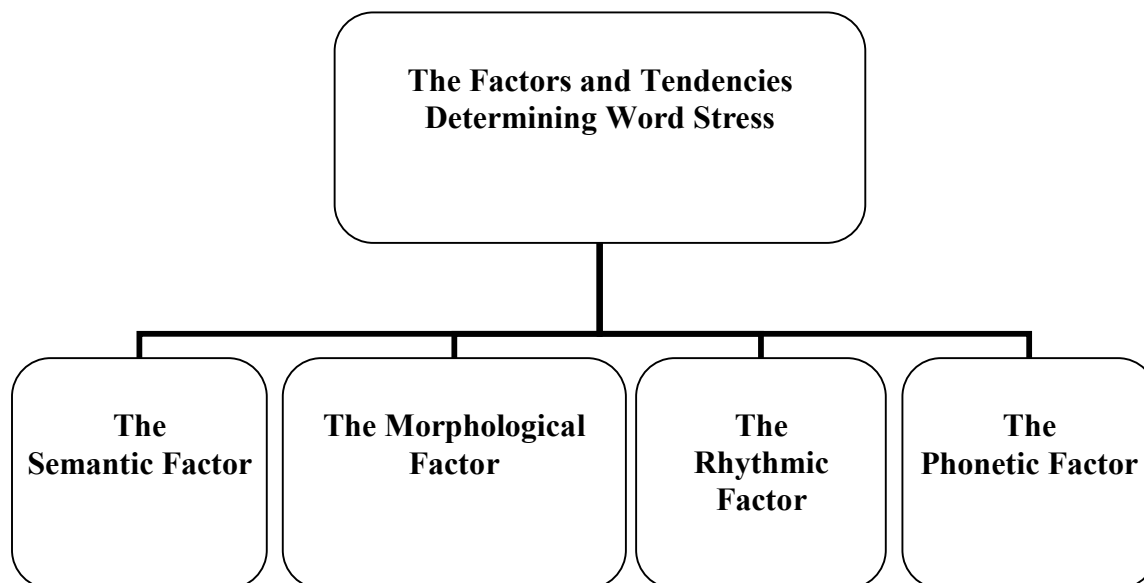 The Factors and Tendencies
Determining Word Stress
The
Semantic Factor
The Morphological
Factor
The
Rhythmic
Factor
The
Phonetic Factor